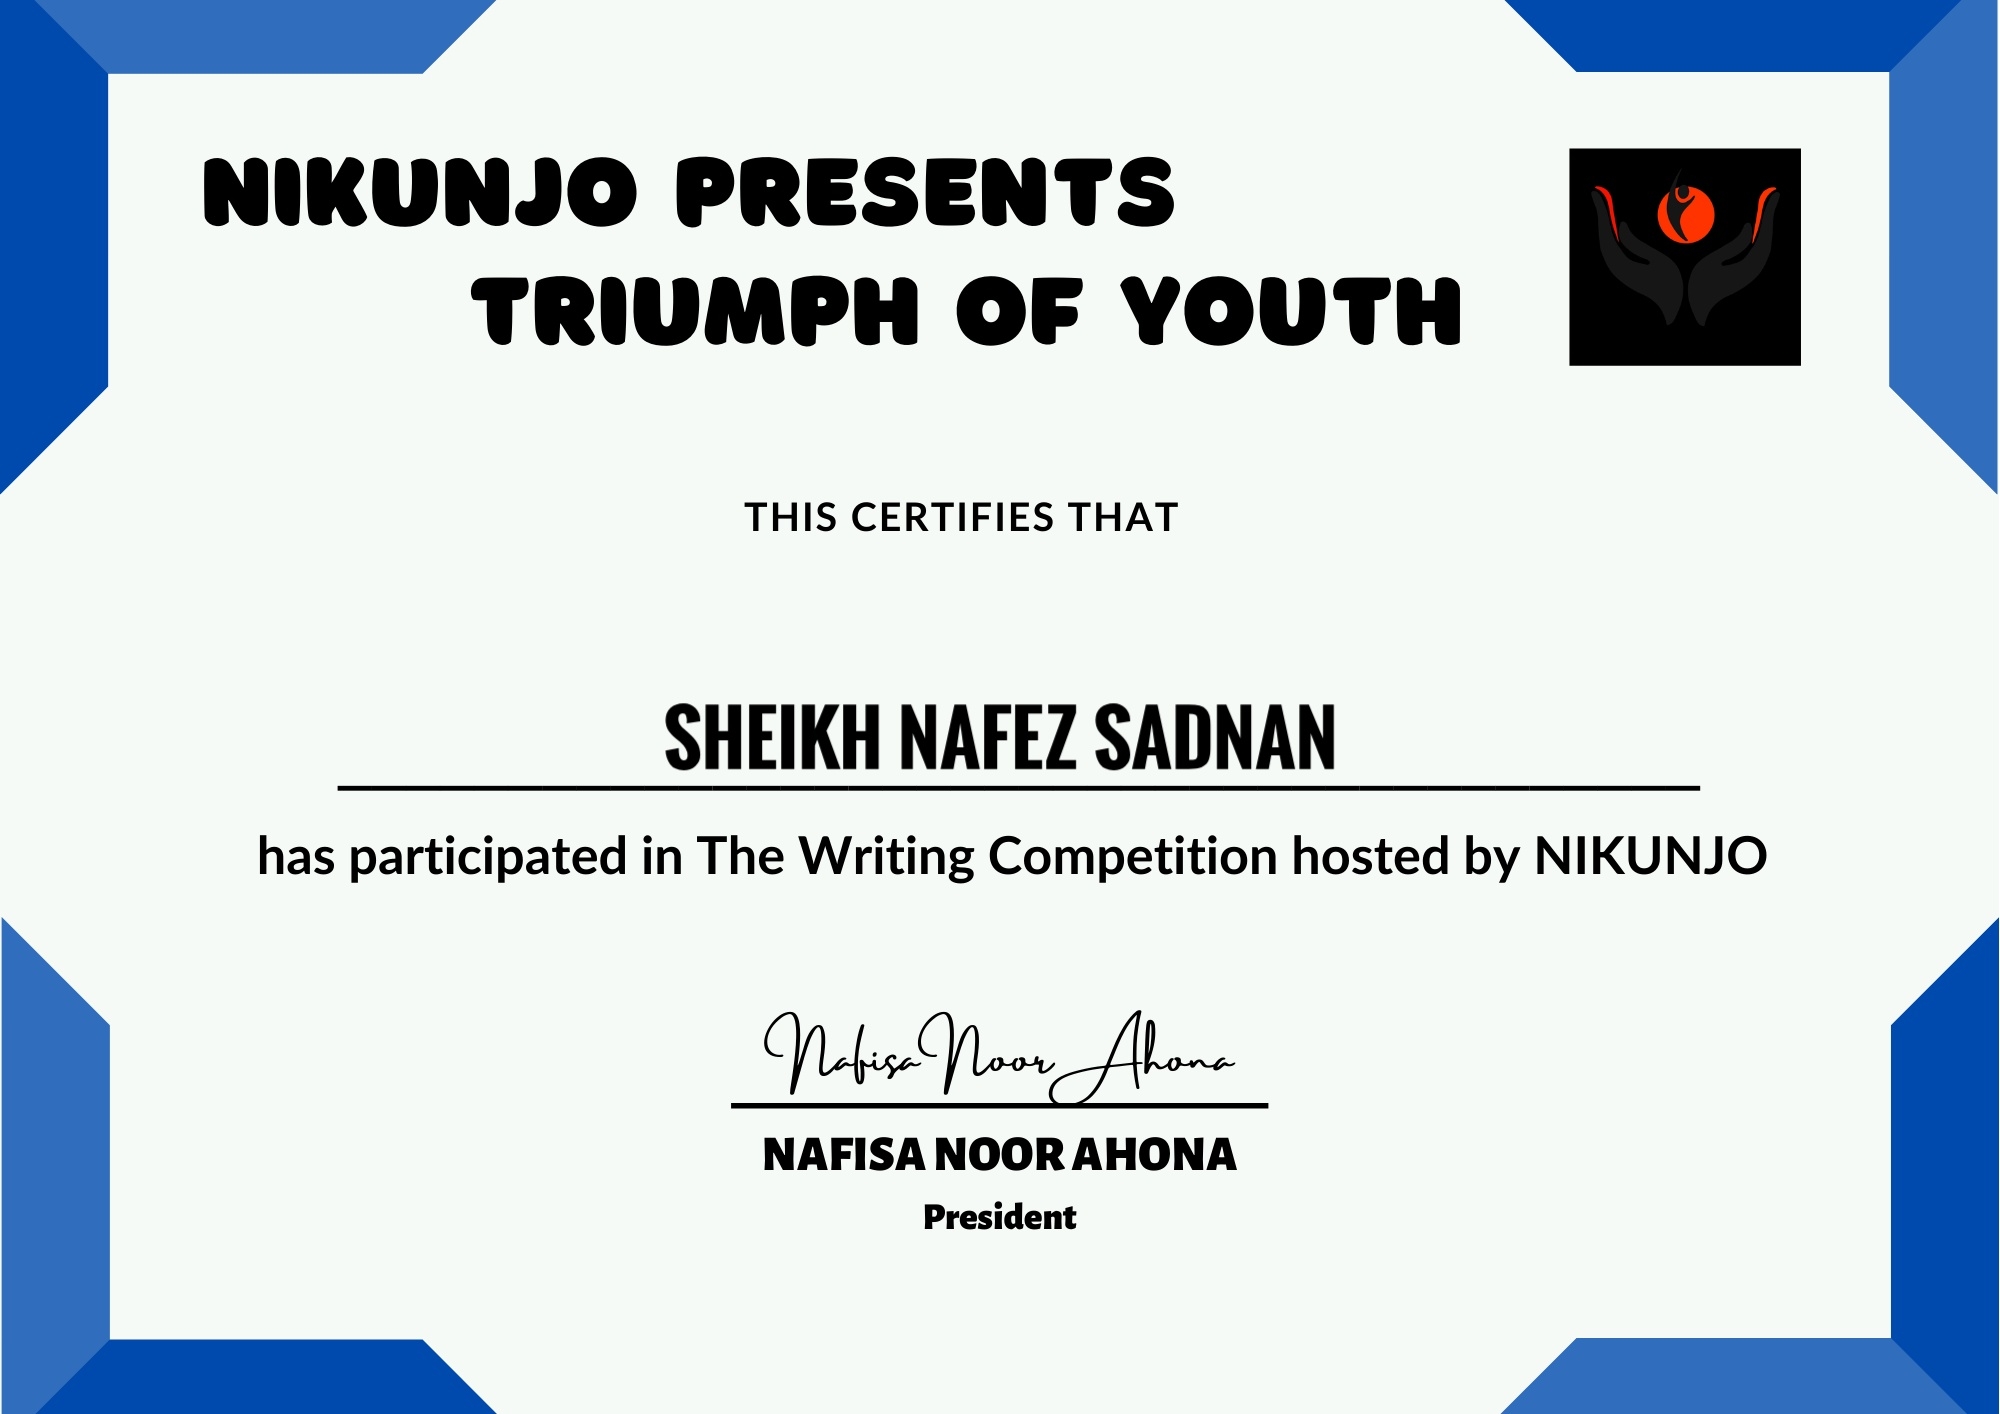 NIKUNJO PRESENTS
TRIUMPH OF YOUTH
THIS CERTIFIES THAT
SHEIKH NAFEZ SADNAN
has participated in The Writing Competition hosted by NIKUNJO
Nafisa Noor Ahona
NAFISA NOOR AHONA
President